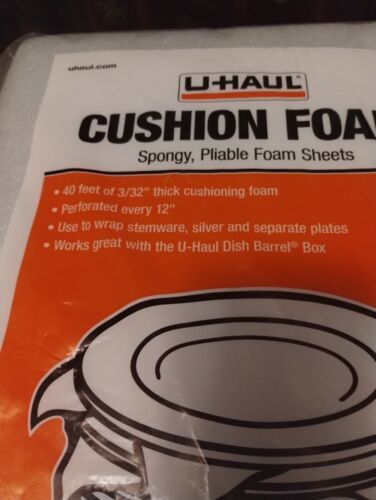 uhaul.com
U-HAUL®
CUSHION FOA
Spongy, Pliable Foam Sheets
• 40 feet of 3/32" thick cushioning foam
• Perforated every 12"
• Use to wrap stemware, silver and separate plates
• Works great with the U-Haul Dish Barrel® Box